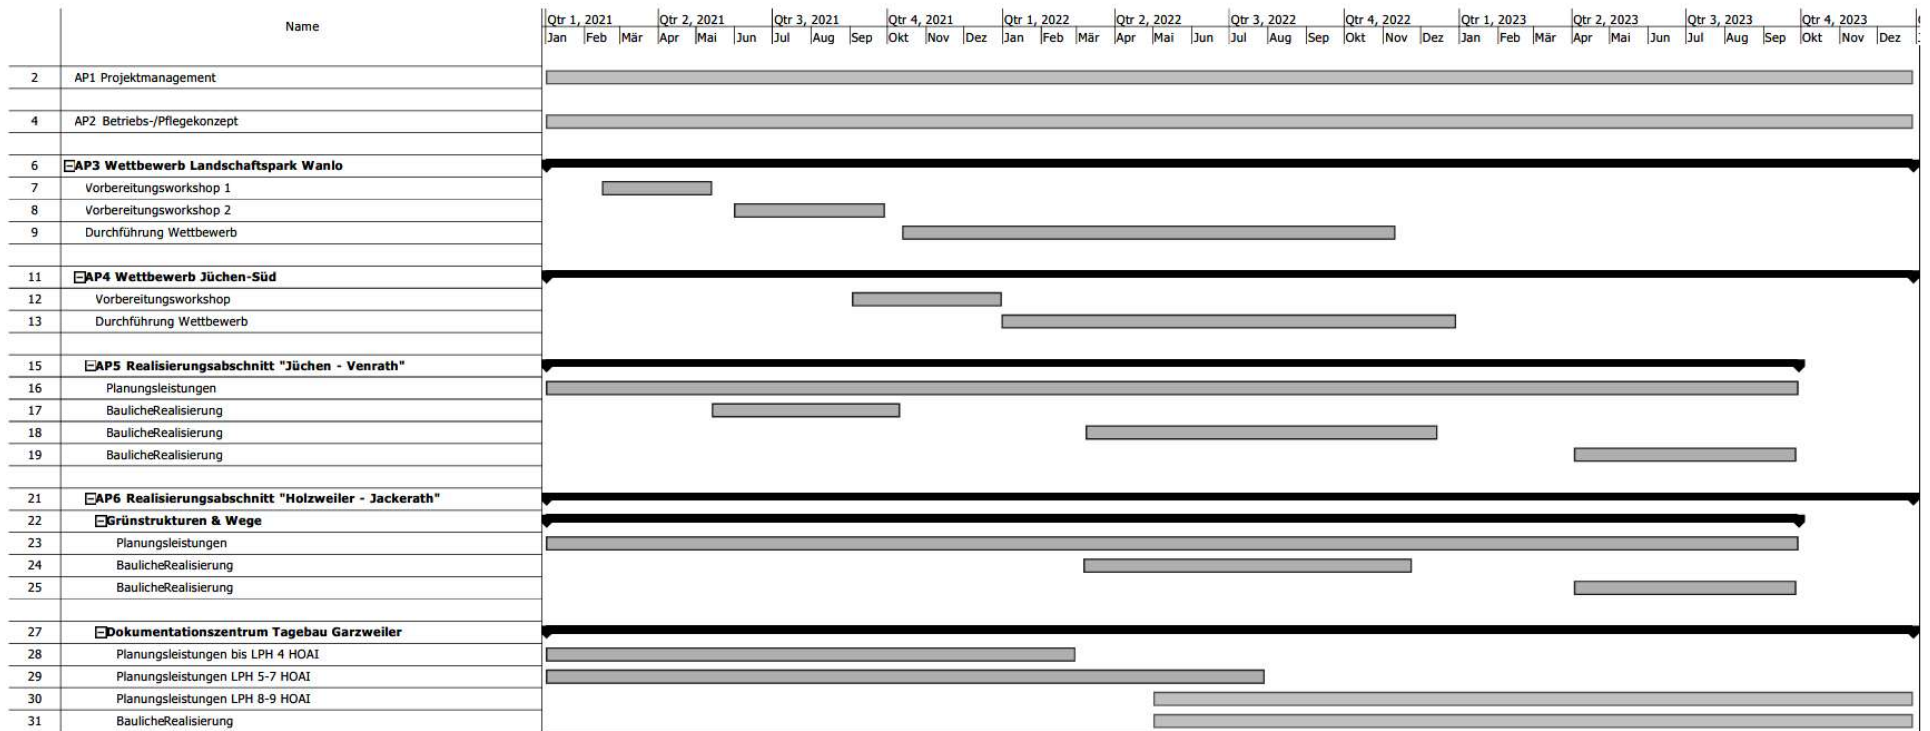 Name
Qtr 1, 2021 Qtr 2, 2021 Qtr 3, 2021 Qtr 4, 2021 Qtr 1, 2022 Qtr 2, 2022 Qtr 3, 2022 Qtr 4, 2022 Qtr 1, 2023 Qtr 2, 2023 Qtr 3, 2023 Qtr 4, 2023
Jan Feb Mär Apr Mai Jun Jul Aug Sep Okt Nov Dez Jan Feb Mär Apr Mai Jun Jul Aug Sep Okt Nov Dez Jan Feb Mär Apr Mai Jun Jul Aug Sep Okt Nov Dez
2 AP1 Projektmanagement
4 AP2 Betriebs-/Pflegekonzept
6 AP3 Wettbewerb Landschaftspark Wanlo
7 Vorbereitungsworkshop 1
8 Vorbereitungsworkshop 2
9 Durchführung Wettbewerb
11 AP4 Wettbewerb Jüchen-Süd
12 Vorbereitungsworkshop
13 Durchführung Wettbewerb
15 AP5 Realisierungsabschnitt "Jüchen - Venrath"
16 Planungsleistungen
17 BaulicheRealisierung
18 BaulicheRealisierung
19 BaulicheRealisierung
21 AP6 Realisierungsabschnitt "Holzweiler - Jackerath"
22 Grünstrukturen & Wege
23 Planungsleistungen
24 BaulicheRealisierung
25 BaulicheRealisierung
27 Dokumentationszentrum Tagebau Garzweiler
28 Planungsleistungen bis LPH 4 HOAI
29 Planungsleistungen LPH 5-7 HOAI
30 Planungsleistungen LPH 8-9 HOAI
31 BaulicheRealisierung